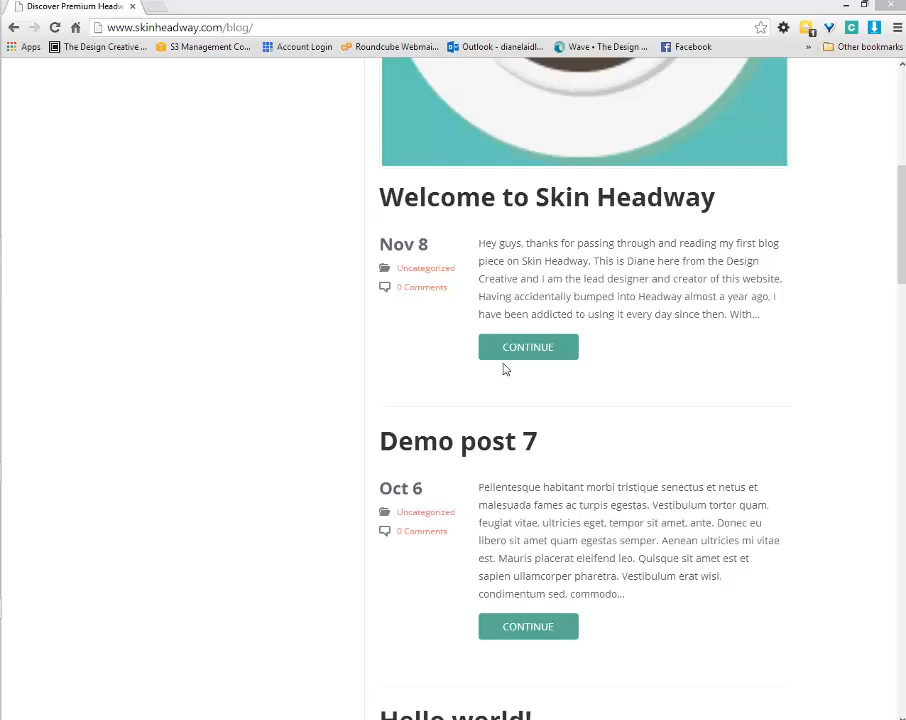 Discover Premium Headw
www.skinheadway.com/blog/
Apps The Design Creative ... S3 Management Co... Account Login Roundcube Webmai... Outlook - dianelaidl... Wave • The Design ... Facebook » Other bookmarks
Welcome to Skin Headway
Nov 8
Uncategorized
0 Comments
Hey guys, thanks for passing through and reading my first blog
piece on Skin Headway. This is Diane here from the Design
Creative and I am the lead designer and creator of this website.
Having accidentally bumped into Headway almost a year ago, I
have been addicted to using it every day since then. With...
CONTINUE
Demo post 7
Oct 6
Uncategorized
0 Comments
Pellentesque habitant morbi tristique senectus et netus et
malesuada fames ac turpis egestas. Vestibulum tortor quam,
feugiat vitae, ultricies eget, tempor sit amet, ante. Donec eu
libero sit amet quam egestas semper. Aenean ultricies mi vitae
est. Mauris placerat eleifend leo. Quisque sit amet est et
sapien ullamcorper pharetra. Vestibulum erat wisi,
condimentum sed, commodo...
CONTINUE
Hello world!